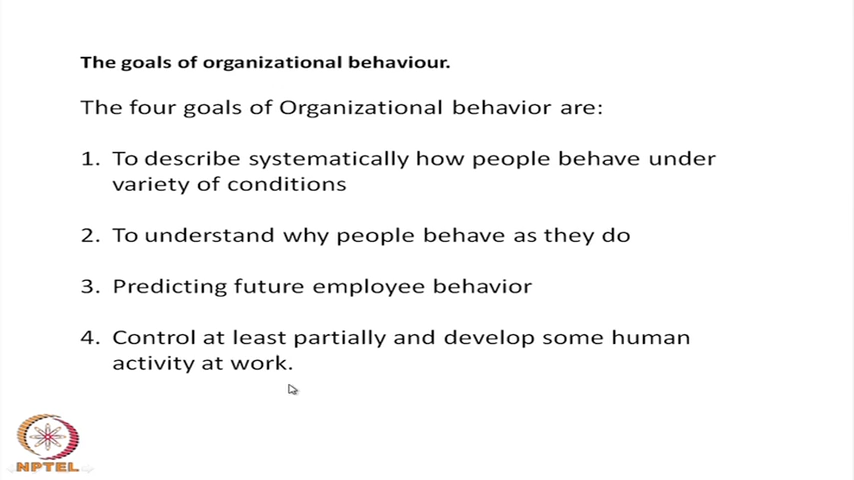 The goals of organizational behaviour.
The four goals of Organizational behavior are:
1. To describe systematically how people behave under
variety of conditions
2. To understand why people behave as they do
3. Predicting future employee behavior
4. Control at least partially and develop some human
activity at work.
NPTEL